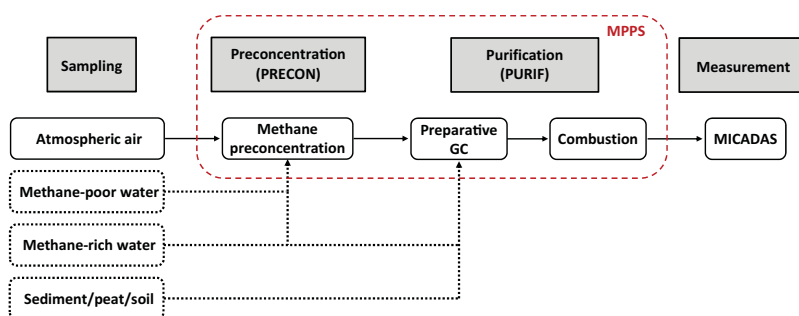 MPPS
Sampling
Preconcentration
(PRECON)
Purification
(PURIF)
Measurement
Atmospheric air
Methane
preconcentration
Preparative
GC
Combustion
MICADAS
Methane-poor water
Methane-rich water
Sediment/peat/soil